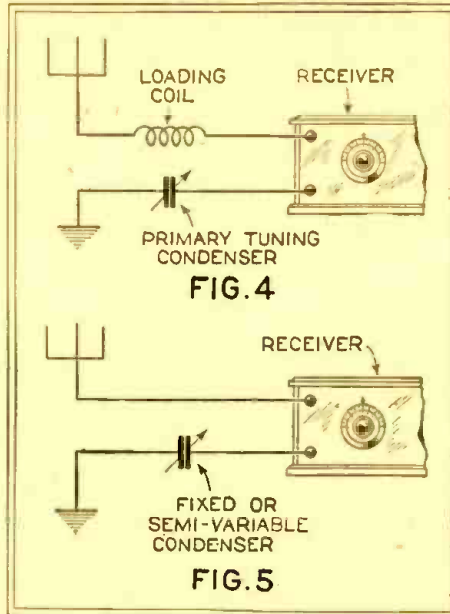 LOADING
COIL
RECEIVER
PRIMARY TUNING
CONDENSER
FIG.4
RECEIVER
FIXED OR
SEMI-VARIABLE
CONDENSER
FIG.5